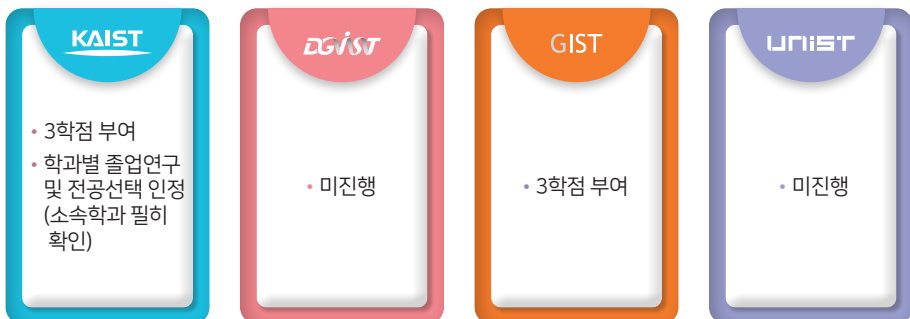 KAIST
• 3학점 부여
• 학과별 졸업연구
및 전공선택 인정
(소속학과 필히
확인)
DGIST
• 미진행
GIST
• 3학점 부여
UNIST
• 미진행